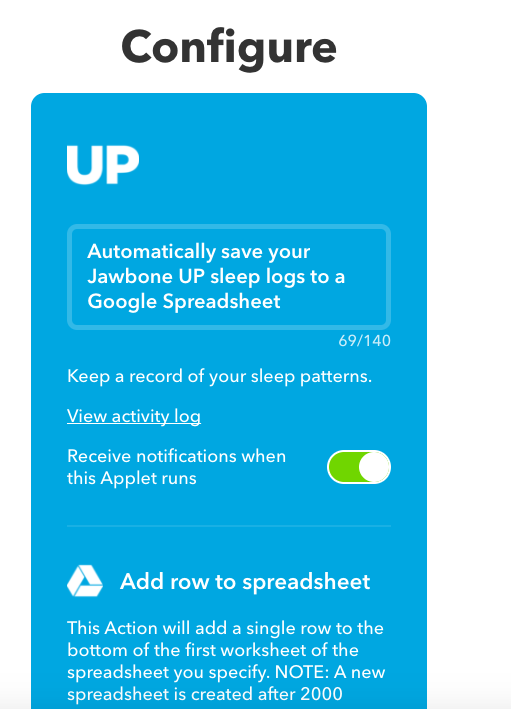 Configure
UP
Automatically save your
Jawbone UP sleep logs to a
Google Spreadsheet
69/140
Keep a record of your sleep patterns.
View activity log
Receive notifications when
this Applet runs
Add row to spreadsheet
This Action will add a single row to the
bottom of the first worksheet of the
spreadsheet you specify. NOTE: A new
spreadsheet is created after 2000